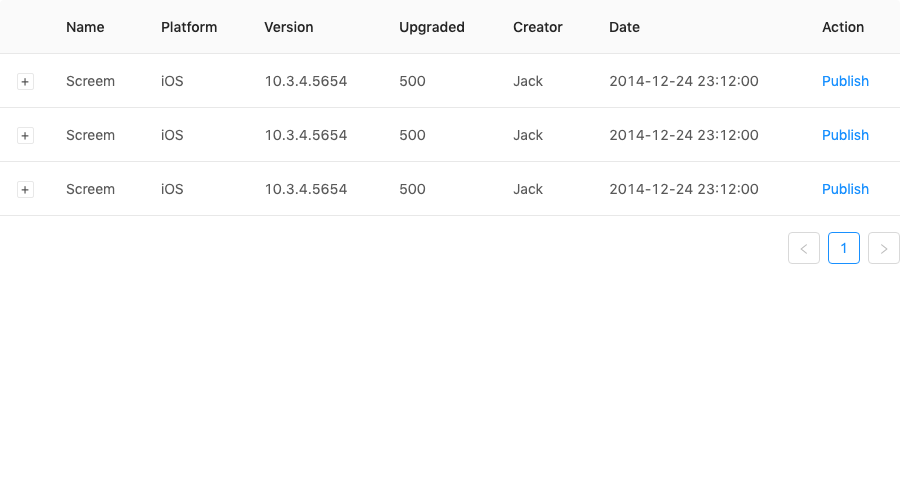 Name Platform Version Upgraded Creator Date Action
+ Screem iOS 10.3.4.5654 500 Jack 2014-12-24 23:12:00 Publish
+ Screem iOS 10.3.4.5654 500 Jack 2014-12-24 23:12:00 Publish
+ Screem iOS 10.3.4.5654 500 Jack 2014-12-24 23:12:00 Publish
< 1 >